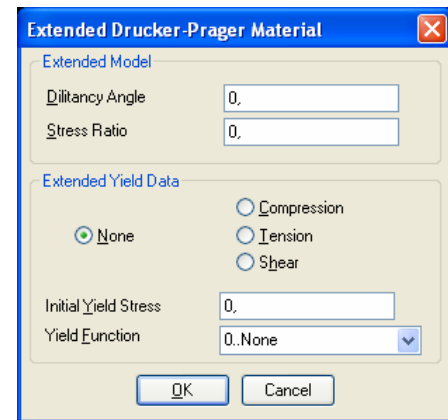 Extended Drucker-Prager Material
Extended Model
Dilitancy Angle 0,
Stress Ratio 0,
Extended Yield Data
Compression
None
Tension
Shear
Initial Yield Stress 0,
Yield Function 0..None
OK Cancel